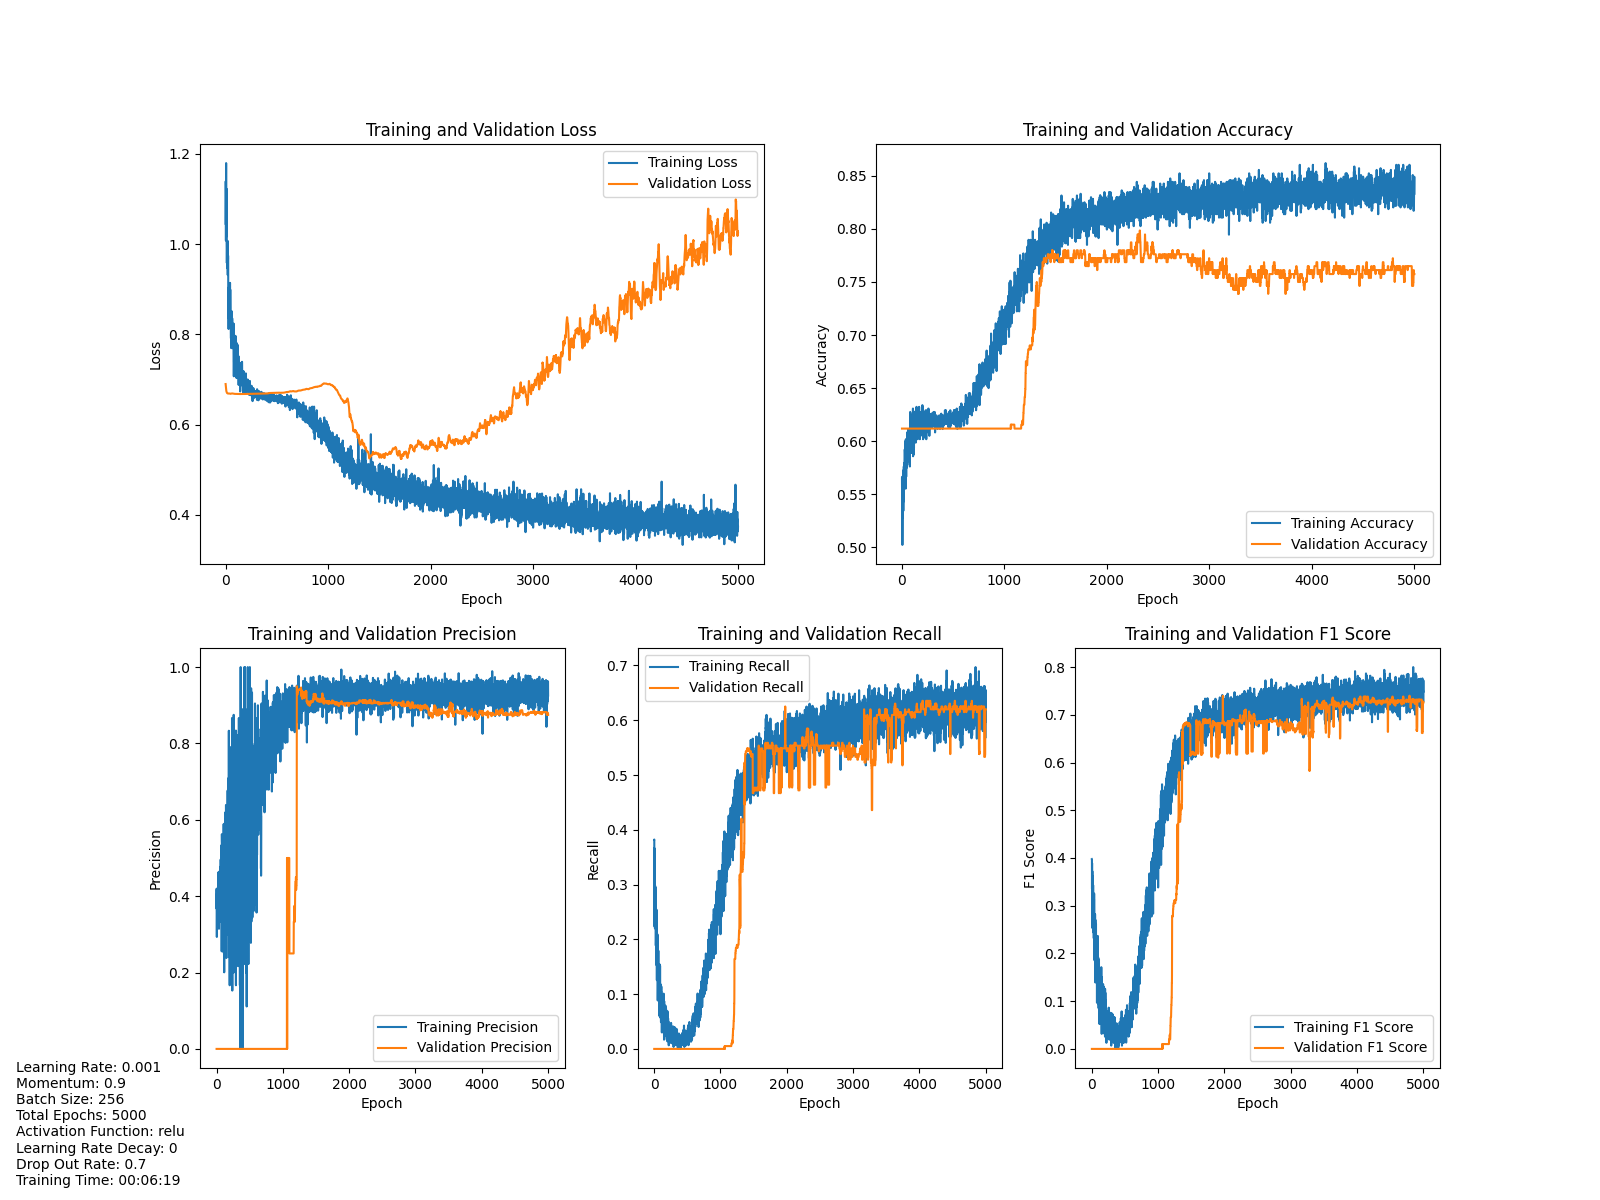 Training and Validation Loss
1.2
1.0
0.8
0.6
0.4
Loss
0
1000
2000
3000
4000
5000
Epoch
Training Loss
Validation Loss
Training and Validation Accuracy
0.85
0.80
0.75
0.70
0.65
0.60
0.55
0.50
Accuracy
0
1000
2000
3000
4000
5000
Epoch
Training Accuracy
Validation Accuracy
Training and Validation Precision
1.0
0.8
0.6
0.4
0.2
0.0
Precision
0
1000
2000
3000
4000
5000
Epoch
Training Precision
Validation Precision
Training and Validation Recall
0.7
0.6
0.5
0.4
0.3
0.2
0.1
0.0
Recall
0
1000
2000
3000
4000
5000
Epoch
Training Recall
Validation Recall
Training and Validation F1 Score
0.8
0.7
0.6
0.5
0.4
0.3
0.2
0.1
0.0
F1 Score
0
1000
2000
3000
4000
5000
Epoch
Training F1 Score
Validation F1 Score
Learning Rate: 0.001
Momentum: 0.9
Batch Size: 256
Total Epochs: 5000
Activation Function: relu
Learning Rate Decay: 0
Drop Out Rate: 0.7
Training Time: 00:06:19